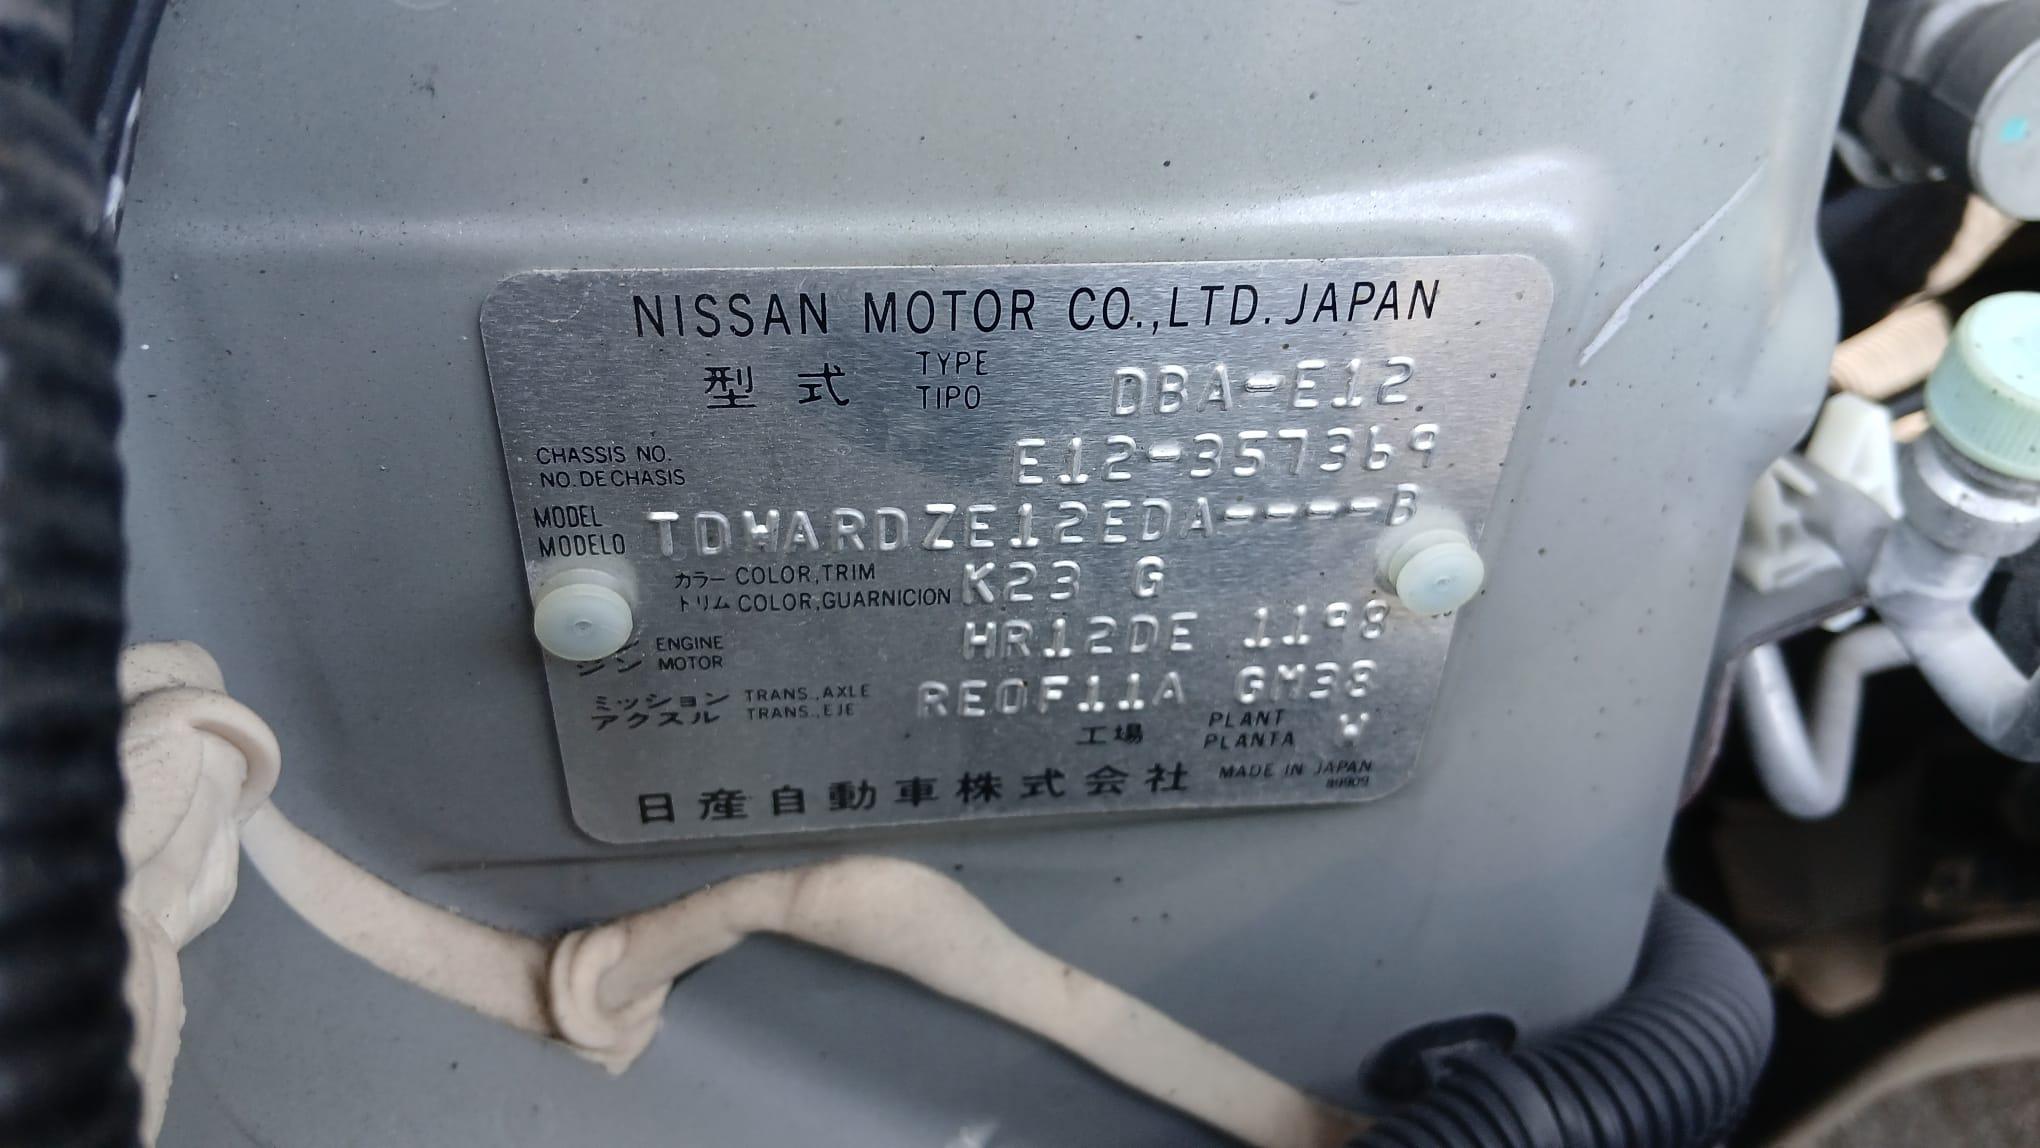 NISSAN MOTOR CO.,LTD. JAPAN
型式 TYPE TIPO DBA-E12
CHASSIS NO.
NO. DE CHASIS E12-357369
MODEL
MODELO TDWARDZE12EDA----B
カラー COLOR,TRIM
トリム COLOR,GUARNICION K23 G
ENGINE
ジン MOTOR HR12DE 1198
ミッション TRANS.,AXLE
アクスル TRANS.,EJE RE0F11A GM38
工場 PLANT PLANTA W
日産自動車株式会社 MADE IN JAPAN